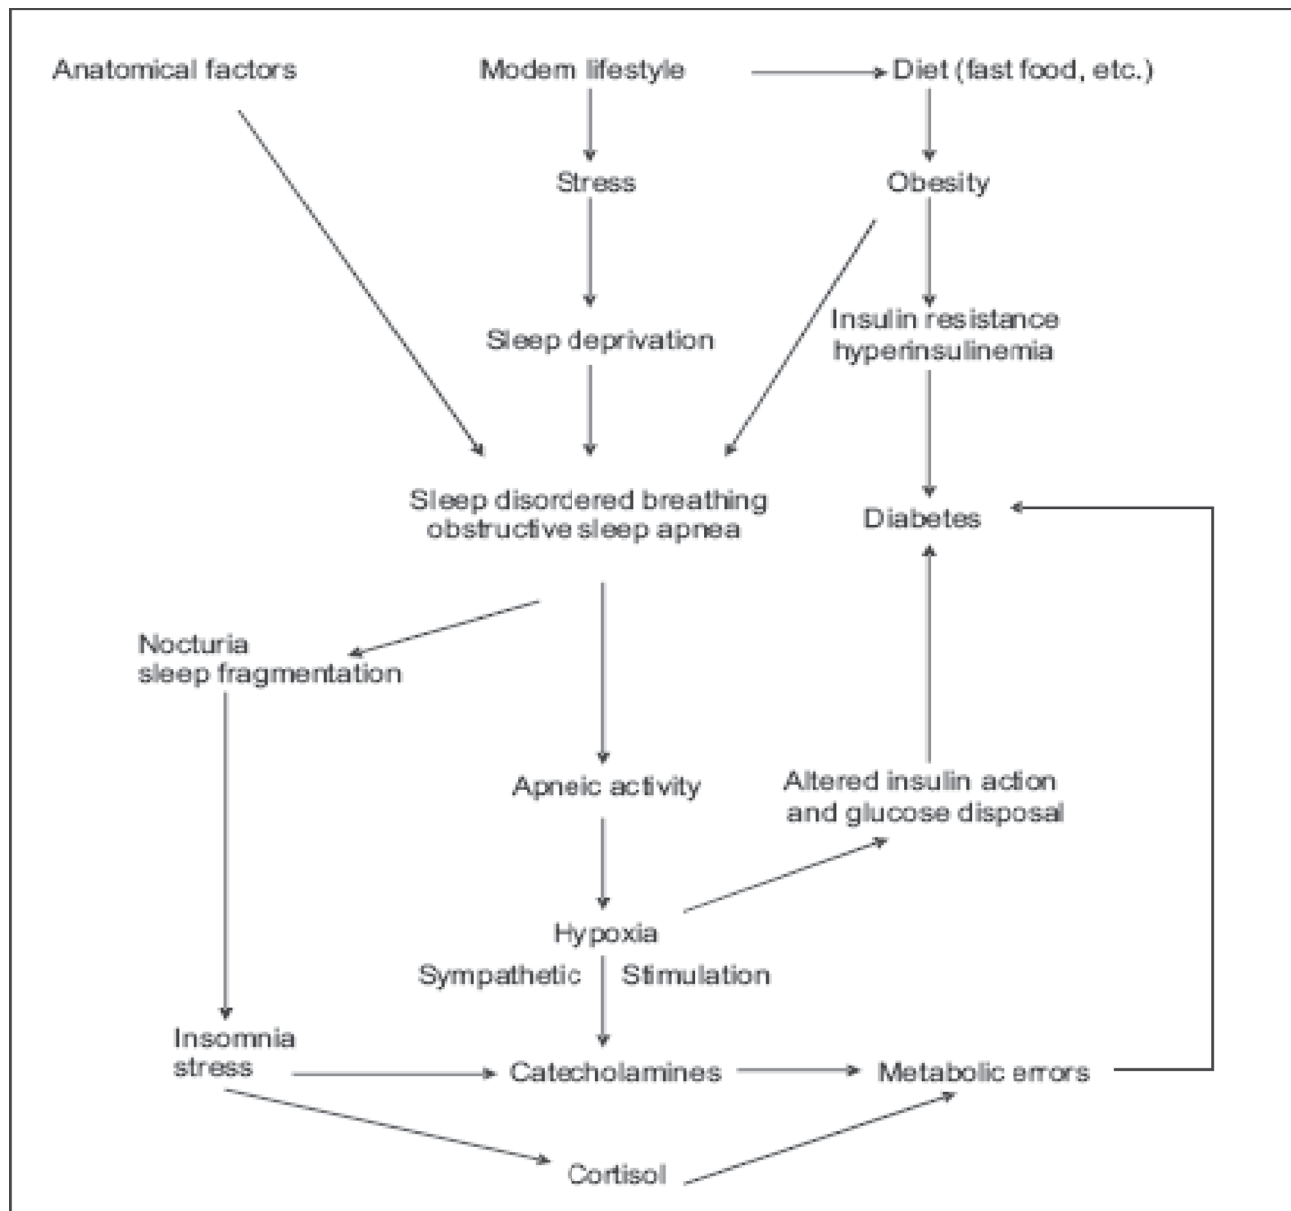 Anatomical factors
Modem lifestyle
Diet (fast food, etc.)
Stress
Obesity
Sleep deprivation
Insulin resistance
hyperinsulinemia
Sleep disordered breathing
obstructive sleep apnea
Diabetes
Nocturia
sleep fragmentation
Apneic activity
Altered insulin action
and glucose disposal
Hypoxia
Sympathetic Stimulation
Insomnia
stress
Catecholamines
Metabolic errors
Cortisol